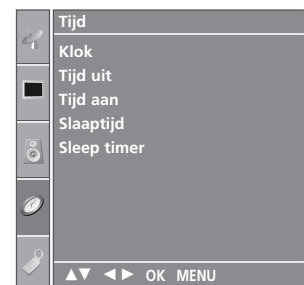 Tijd
Klok
Tijd uit
Tijd aan
Slaaptijd
Sleep timer
▲▼ ◄► OK MENU